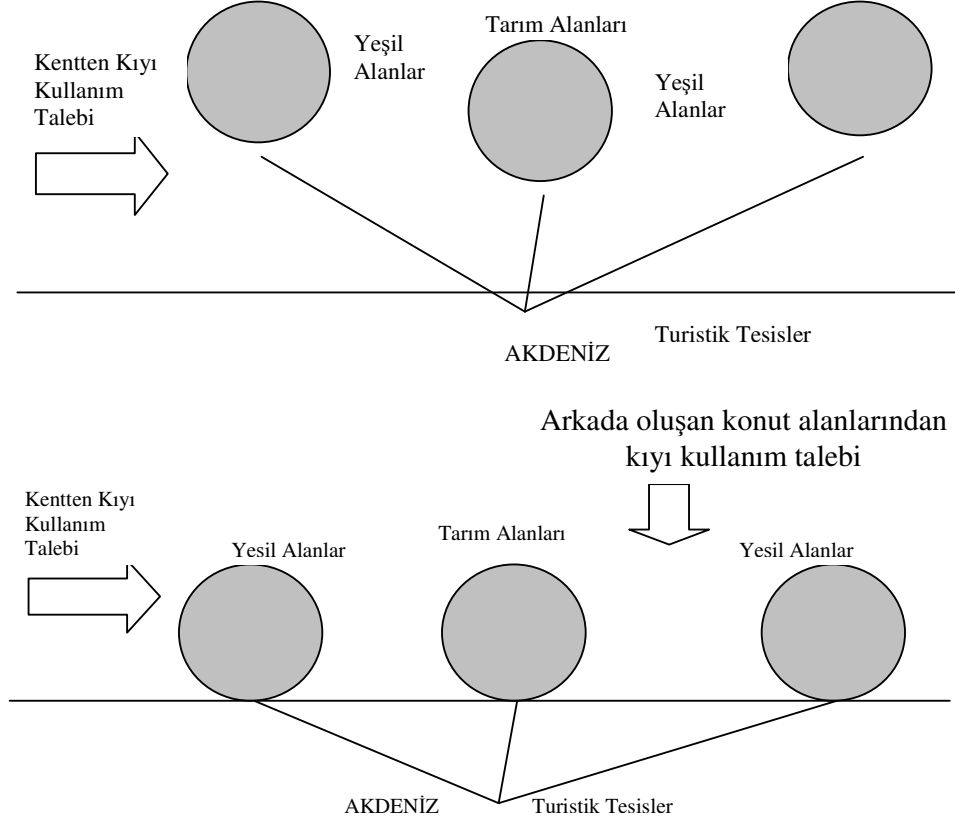 Kentten Kıyı
Kullanım
Talebi
Yeşil
Alanlar
Tarım Alanları
Yeşil
Alanlar
Turistik Tesisler
AKDENİZ
Arkada oluşan konut alanlarından
kıyı kullanım talebi
Kentten Kıyı
Kullanım
Talebi
Yesil Alanlar
Tarım Alanları
Yesil Alanlar
AKDENİZ
Turistik Tesisler